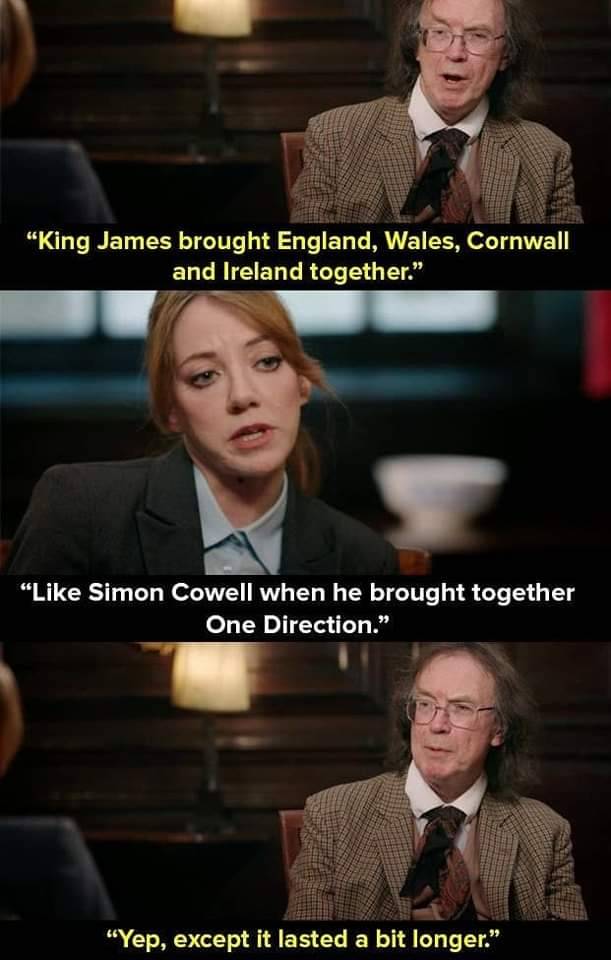 “King James brought England, Wales, Cornwall
and Ireland together.”
“Like Simon Cowell when he brought together
One Direction.”
“Yep, except it lasted a bit longer.”